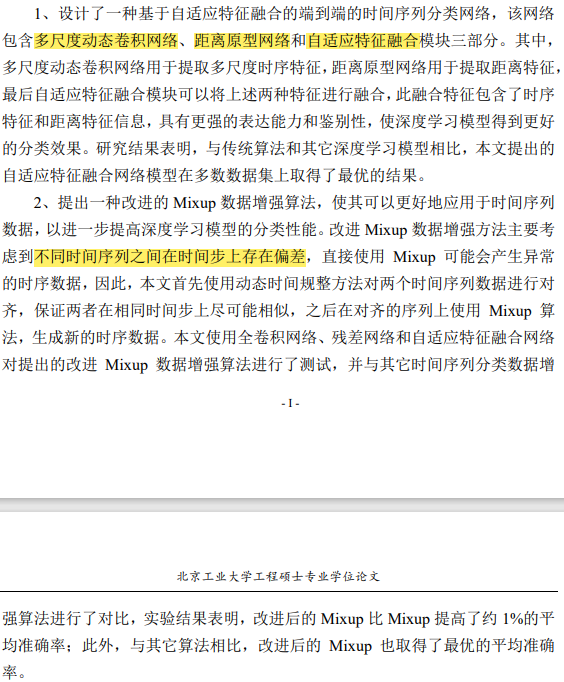 1、设计了一种基于自适应特征融合的端到端的时间序列分类网络，该网络
包含多尺度动态卷积网络、距离原型网络和自适应特征融合模块三部分。其中，
多尺度动态卷积网络用于提取多尺度时序特征，距离原型网络用于提取距离特征，
最后自适应特征融合模块可以将上述两种特征进行融合，此融合特征包含了时序
特征和距离特征信息，具有更强的表达能力和鉴别性，使深度学习模型得到更好
的分类效果。研究结果表明，与传统算法和其它深度学习模型相比，本文提出的
自适应特征融合网络模型在多数数据集上取得了最优的结果。
2、提出一种改进的 Mixup 数据增强算法，使其可以更好地应用于时间序列
数据，以进一步提高深度学习模型的分类性能。改进 Mixup 数据增强方法主要考
虑到不同时间序列之间在时间步上存在偏差，直接使用 Mixup 可能会产生异常
的时序数据，因此，本文首先使用动态时间规整方法对两个时间序列数据进行对
齐，保证两者在相同时间步上尽可能相似，之后在对齐的序列上使用 Mixup 算
法，生成新的时序数据。本文使用全卷积网络、残差网络和自适应特征融合网络
对提出的改进 Mixup 数据增强算法进行了测试，并与其它时间序列分类数据增
- I -
北京工业大学工程硕士专业学位论文
强算法进行了对比，实验结果表明，改进后的 Mixup 比 Mixup 提高了约 1%的平
均准确率；此外，与其它算法相比，改进后的 Mixup 也取得了最优的平均准确
率。